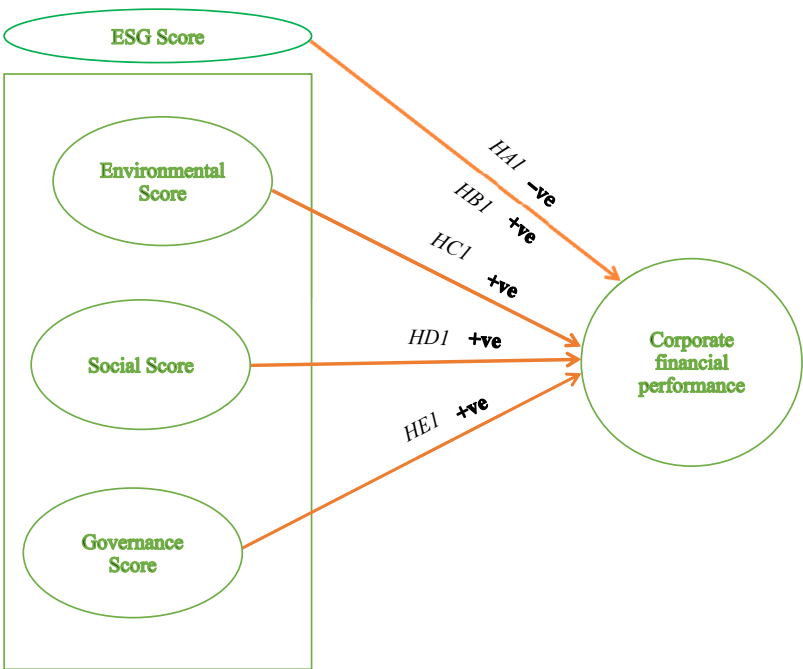 ESG Score
HA1 –ve
HB1 +ve
Environmental
Score
HC1 +ve
Social Score
HD1 +ve
Corporate
financial
performance
HE1 +ve
Governance
Score